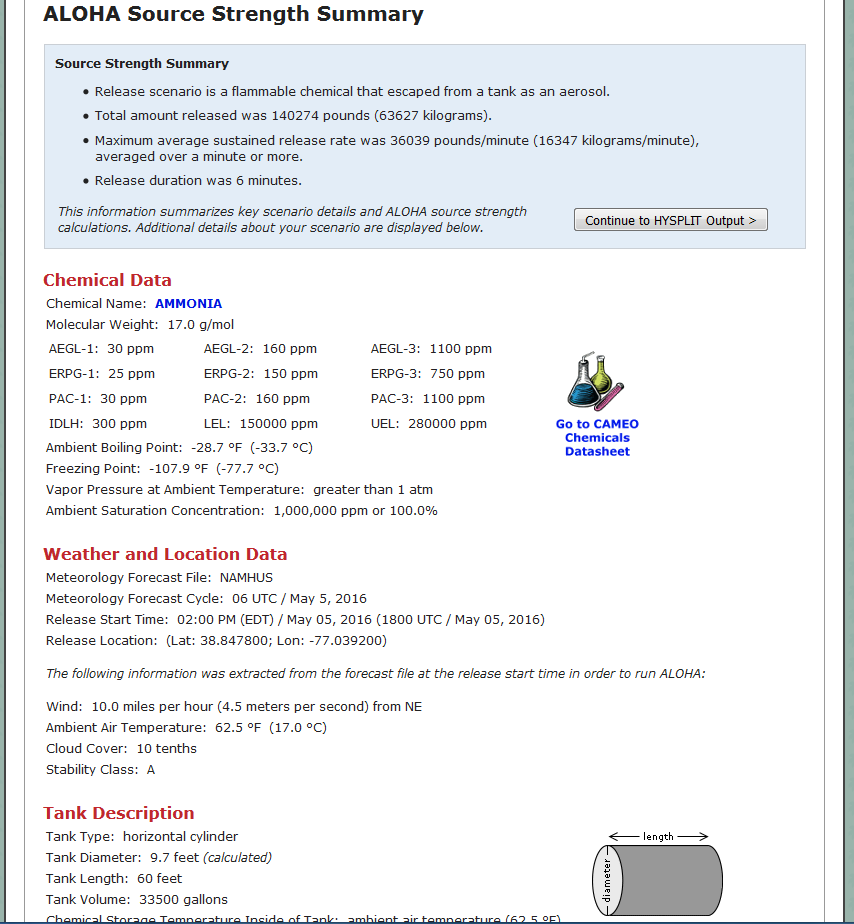 ALOHA Source Strength Summary
Source Strength Summary
• Release scenario is a flammable chemical that escaped from a tank as an aerosol.
• Total amount released was 140274 pounds (63627 kilograms).
• Maximum average sustained release rate was 36039 pounds/minute (16347 kilograms/minute),
averaged over a minute or more.
• Release duration was 6 minutes.
This information summarizes key scenario details and ALOHA source strength
calculations. Additional details about your scenario are displayed below.
Continue to HYSPLIT Output >
Chemical Data
Chemical Name: AMMONIA
Molecular Weight: 17.0 g/mol
AEGL-1: 30 ppm AEGL-2: 160 ppm AEGL-3: 1100 ppm
ERPG-1: 25 ppm ERPG-2: 150 ppm ERPG-3: 750 ppm
PAC-1: 30 ppm PAC-2: 160 ppm PAC-3: 1100 ppm
IDLH: 300 ppm LEL: 150000 ppm UEL: 280000 ppm
Go to CAMEO
Chemicals
Datasheet
Ambient Boiling Point: -28.7 °F (-33.7 °C)
Freezing Point: -107.9 °F (-77.7 °C)
Vapor Pressure at Ambient Temperature: greater than 1 atm
Ambient Saturation Concentration: 1,000,000 ppm or 100.0%
Weather and Location Data
Meteorology Forecast File: NAMHUS
Meteorology Forecast Cycle: 06 UTC / May 5, 2016
Release Start Time: 02:00 PM (EDT) / May 05, 2016 (1800 UTC / May 05, 2016)
Release Location: (Lat: 38.847800; Lon: -77.039200)
The following information was extracted from the forecast file at the release start time in order to run ALOHA:
Wind: 10.0 miles per hour (4.5 meters per second) from NE
Ambient Air Temperature: 62.5 °F (17.0 °C)
Cloud Cover: 10 tenths
Stability Class: A
Tank Description
Tank Type: horizontal cylinder
Tank Diameter: 9.7 feet (calculated)
Tank Length: 60 feet
Tank Volume: 33500 gallons
Chemical Storage Temperature Inside of Tank: ambient air temperature (62.5 °F)
length
diameter